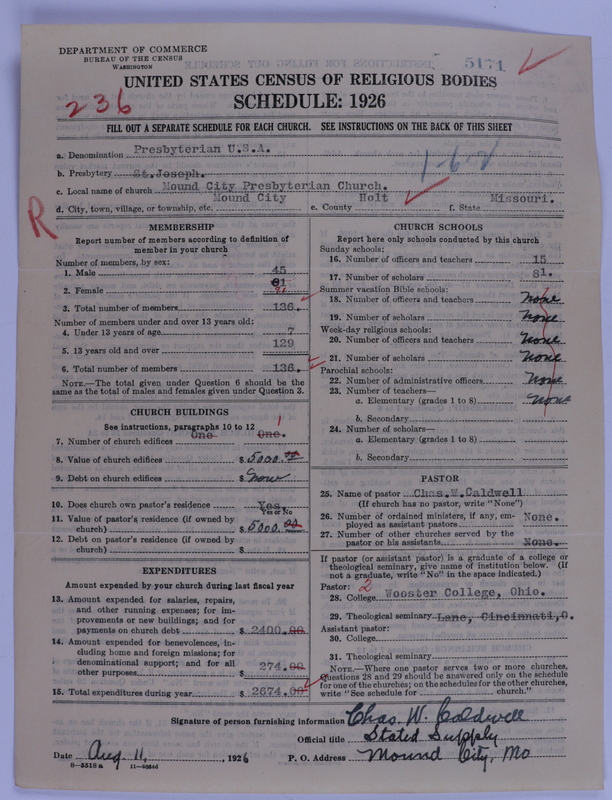 DEPARTMENT OF COMMERCE
BUREAU OF THE CENSUS
WASHINGTON
5171
UNITED STATES CENSUS OF RELIGIOUS BODIES
SCHEDULE: 1926
236
FILL OUT A SEPARATE SCHEDULE FOR EACH CHURCH. SEE INSTRUCTIONS ON THE BACK OF THIS SHEET
a. Denomination Presbyterian U.S.A.
b. Presbytery St.Joseph. 1-6-2
c. Local name of church Mound City Presbyterian Church.
d. City, town, village, or township, etc. Mound City e. County Holt f. State Missouri.
R
MEMBERSHIP
Report number of members according to definition of
member in your church
Number of members, by sex:
1. Male 45
2. Female 91
91
3. Total number of members 136.
Number of members under and over 13 years old:
4. Under 13 years of age 7
5. 13 years old and over 129
6. Total number of members 136.
NOTE.—The total given under Question 6 should be the
same as the total of males and females given under Question 3.
CHURCH BUILDINGS
See instructions, paragraphs 10 to 12
1
7. Number of church edifices One One.
8. Value of church edifices $ 5000.00
9. Debt on church edifices $ None
10. Does church own pastor's residence Yes.
Yes or No
11. Value of pastor's residence (if owned by
church) $ 5000.00
12. Debt on pastor's residence (if owned by
church) $
EXPENDITURES
Amount expended by your church during last fiscal year
13. Amount expended for salaries, repairs,
and other running expenses; for im-
provements or new buildings; and for
payments on church debt $ 2400.00
14. Amount expended for benevolences, in-
cluding home and foreign missions; for
denominational support; and for all
other purposes $ 274.00
15. Total expenditures during year $ 2674.00
CHURCH SCHOOLS
Report here only schools conducted by this church
Sunday schools:
16. Number of officers and teachers 15
17. Number of scholars 81.
Summer vacation Bible schools:
18. Number of officers and teachers none
19. Number of scholars none
Week-day religious schools:
20. Number of officers and teachers none
21. Number of scholars none
Parochial schools:
22. Number of administrative officers none
23. Number of teachers—
a. Elementary (grades 1 to 8) none
b. Secondary
24. Number of scholars—
a. Elementary (grades 1 to 8)
b. Secondary
PASTOR
25. Name of pastor Chas.W.Caldwell
(If church has no pastor, write "None")
26. Number of ordained ministers, if any, em-
ployed as assistant pastors None.
27. Number of other churches served by the
pastor or his assistants None.
If pastor (or assistant pastor) is a graduate of a college or
theological seminary, give name of institution below. (If
not a graduate, write "No" in the space indicated.)
Pastor: 2
28. College Wooster College, Ohio.
29. Theological seminary Lane, Cincinnati,O.
Assistant pastor:
30. College
31. Theological seminary
NOTE.—Where one pastor serves two or more churches,
Questions 28 and 29 should be answered only on the schedule
for one of the churches; on the schedules for the other churches,
write "See schedule for church."
Signature of person furnishing information Chas. W. Caldwell
Official title Stated Supply
Date Aug 11, 1926 P. O. Address Mound City, Mo
8-5518 a